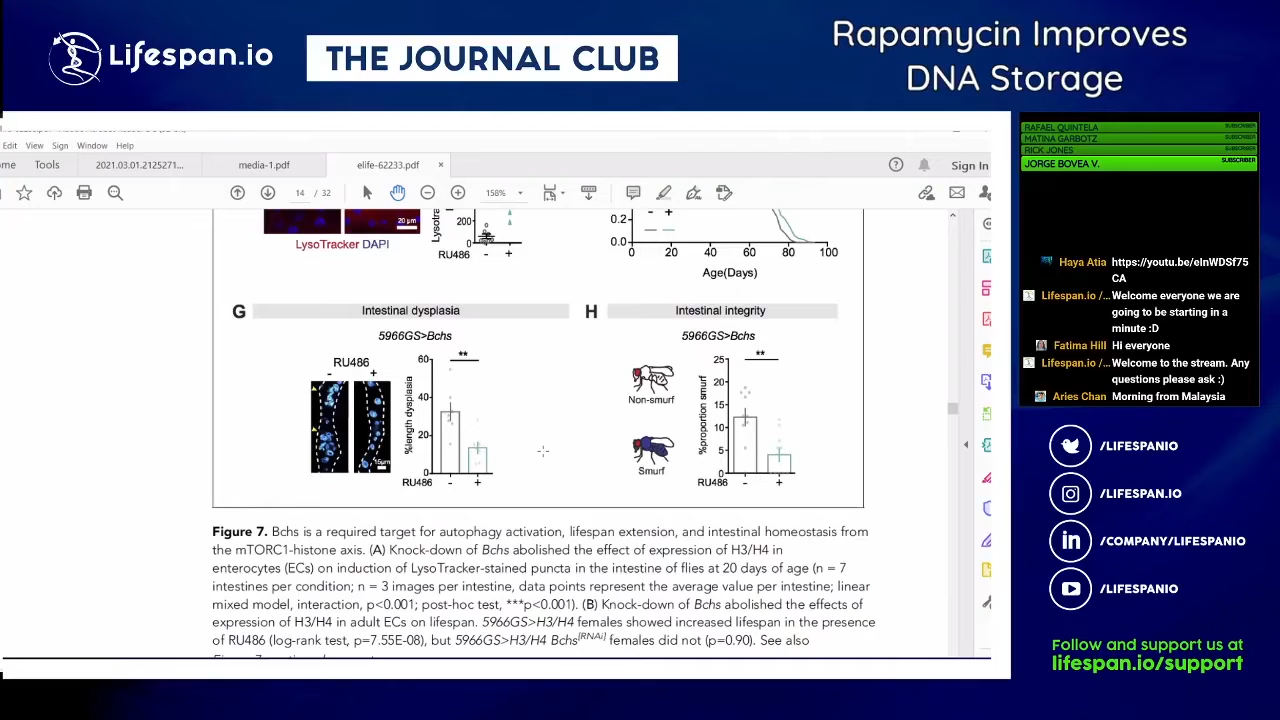 Lifespan.io
THE JOURNAL CLUB
Rapamycin Improves
DNA Storage
Edit View Sign Window Help
Tools
2021.03.01.2125271...
media-1.pdf
elife-62233.pdf
×
Sign In
14 / 32
158%
200
20 µm
LysoTracker DAPI
RU486 - +
- +
0.2
0.0
0 20 40 60 80 100
Age(Days)
G
Intestinal dysplasia
5966GS>Bchs
RU486
- +
15µm
%length dysplasia
60
40
20
0
**
RU486 - +
H
Intestinal integrity
5966GS>Bchs
Non-smurf
Smurf
%proportion smurf
25
20
15
10
5
0
**
RU486 - +
Figure 7. Bchs is a required target for autophagy activation, lifespan extension, and intestinal homeostasis from
the mTORC1-histone axis. (A) Knock-down of Bchs abolished the effect of expression of H3/H4 in
enterocytes (ECs) on induction of LysoTracker-stained puncta in the intestine of flies at 20 days of age (n = 7
intestines per condition; n = 3 images per intestine, data points represent the average value per intestine; linear
mixed model, interaction, p<0.001; post-hoc test, ***p<0.001). (B) Knock-down of Bchs abolished the effects of
expression of H3/H4 in adult ECs on lifespan. 5966GS>H3/H4 females showed increased lifespan in the presence
of RU486 (log-rank test, p=7.55E-08), but 5966GS>H3/H4 Bchs[RNAi] females did not (p=0.90). See also
RAFAEL QUINTELA SUBSCRIBER
MATINA GARBOTZ SUBSCRIBER
RICK JONES SUBSCRIBER
JORGE BOVEA V. SUBSCRIBER
Haya Atia https://youtu.be/eInWDSf75
CA
Lifespan.io /... Welcome everyone we are
going to be starting in a
minute :D
Fatima Hill Hi everyone
Lifespan.io /... Welcome to the stream. Any
questions please ask :)
Aries Chan Morning from Malaysia
/LIFESPANIO
/LIFESPAN.IO
/COMPANY/LIFESPANIO
/LIFESPANIO
Follow and support us at
lifespan.io/support